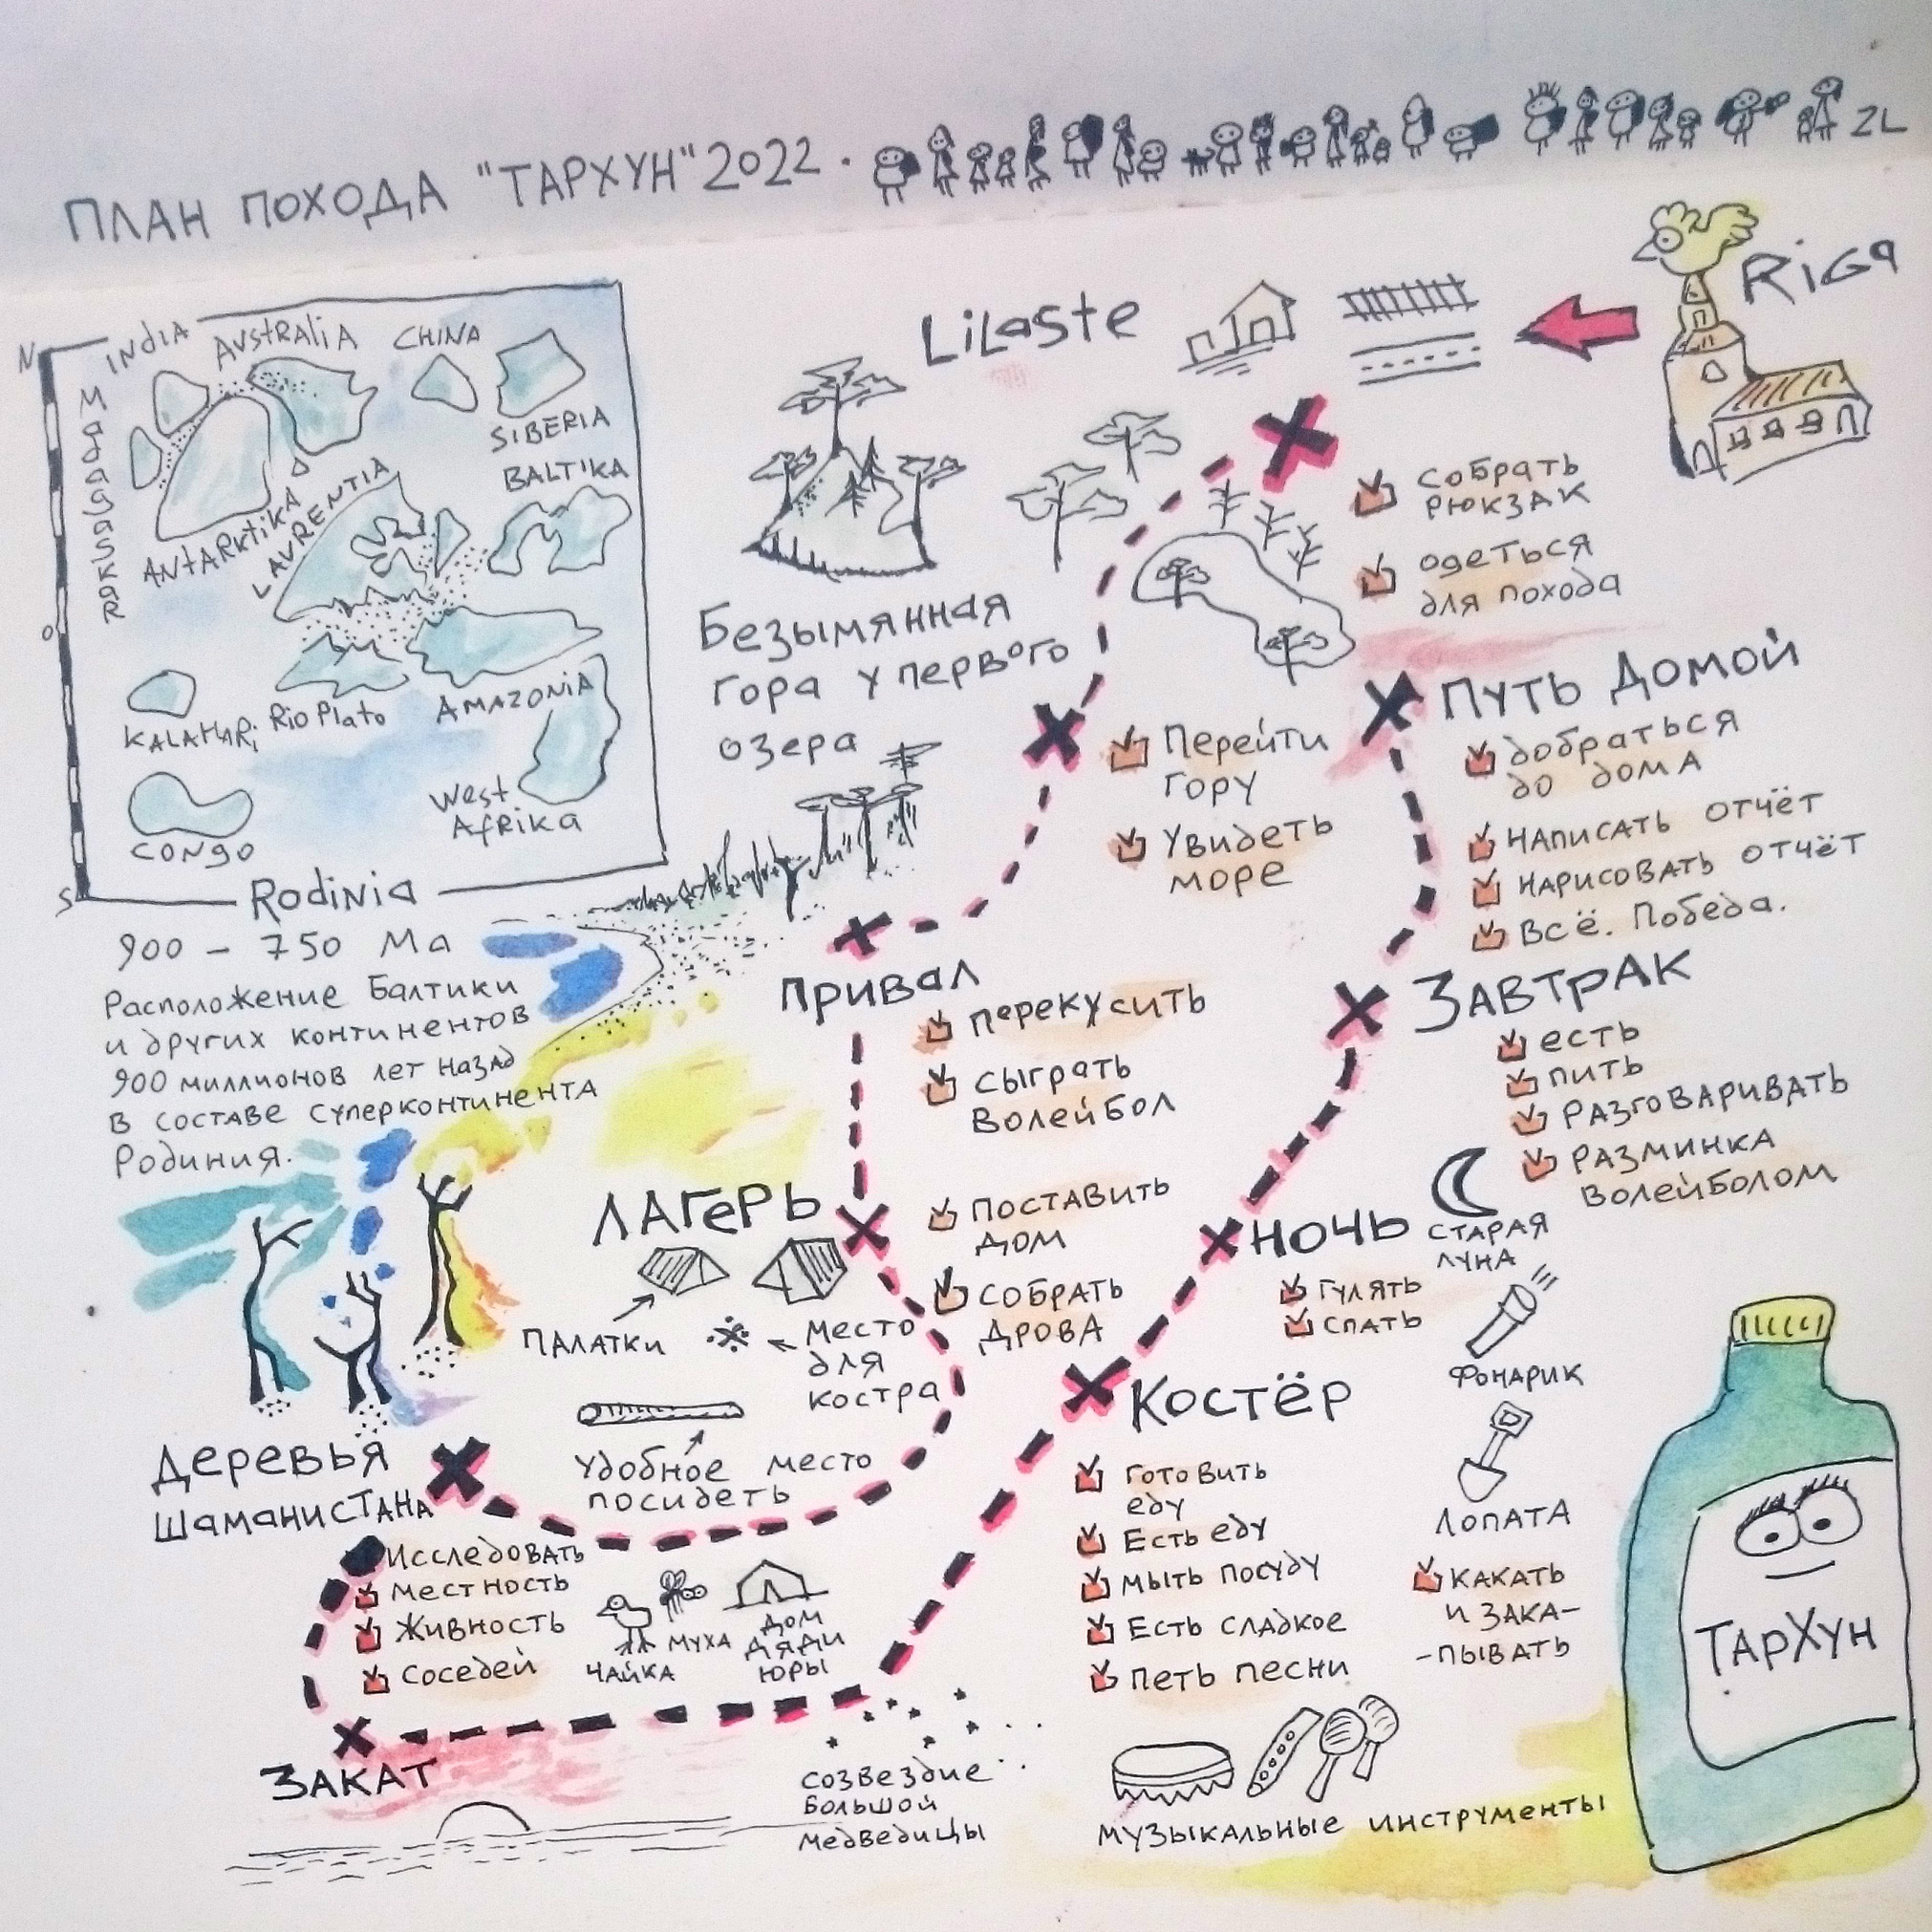 ПЛАН ПОХОДА "ТАРХУН" 2022.
ZL
Riga
LiLaste
N
O
S
INdiA
AVStRALiA
CHINA
MadagaSkaR
SIBERIA
BALTIKA
ANtARKtiKA
LAVRENTIA
KALAHARi
Rio Plato
AMAZONiA
West
AfRika
CONgO
Rodinia
900 – 750 Ma
Расположение Балтики
и других континентов
900 миллионов лет назад
в составе суперконтинента
Родиния.
собрать
рюкзак
одеться
для похода
Безымянная
гора у первого
озера
Перейти
гору
Увидеть
море
Привал
перекусить
сыграть
волейбол
ЛАГЕРЬ
поставить
дом
собрать
дрова
палатки
место
для
костра
удобное место
посидеть
Деревья
Шаманистана
Исследовать
местность
живность
соседей
чайка
муха
дом
дяди
Юры
ЗАКАТ
созвездие
большой
медведицы
Костёр
готовить
еду
Есть еду
мыть посуду
Есть сладкое
петь песни
музыкальные инструменты
НОЧЬ
гулять
спать
старая
луна
фонарик
лопата
какать
и зака-
-пывать
ЗАВТРАК
есть
пить
разговаривать
разминка
волейболом
ПУТЬ ДОМОЙ
добраться
до дома
написать отчёт
нарисовать отчёт
Всё. Победа.
ТарХун